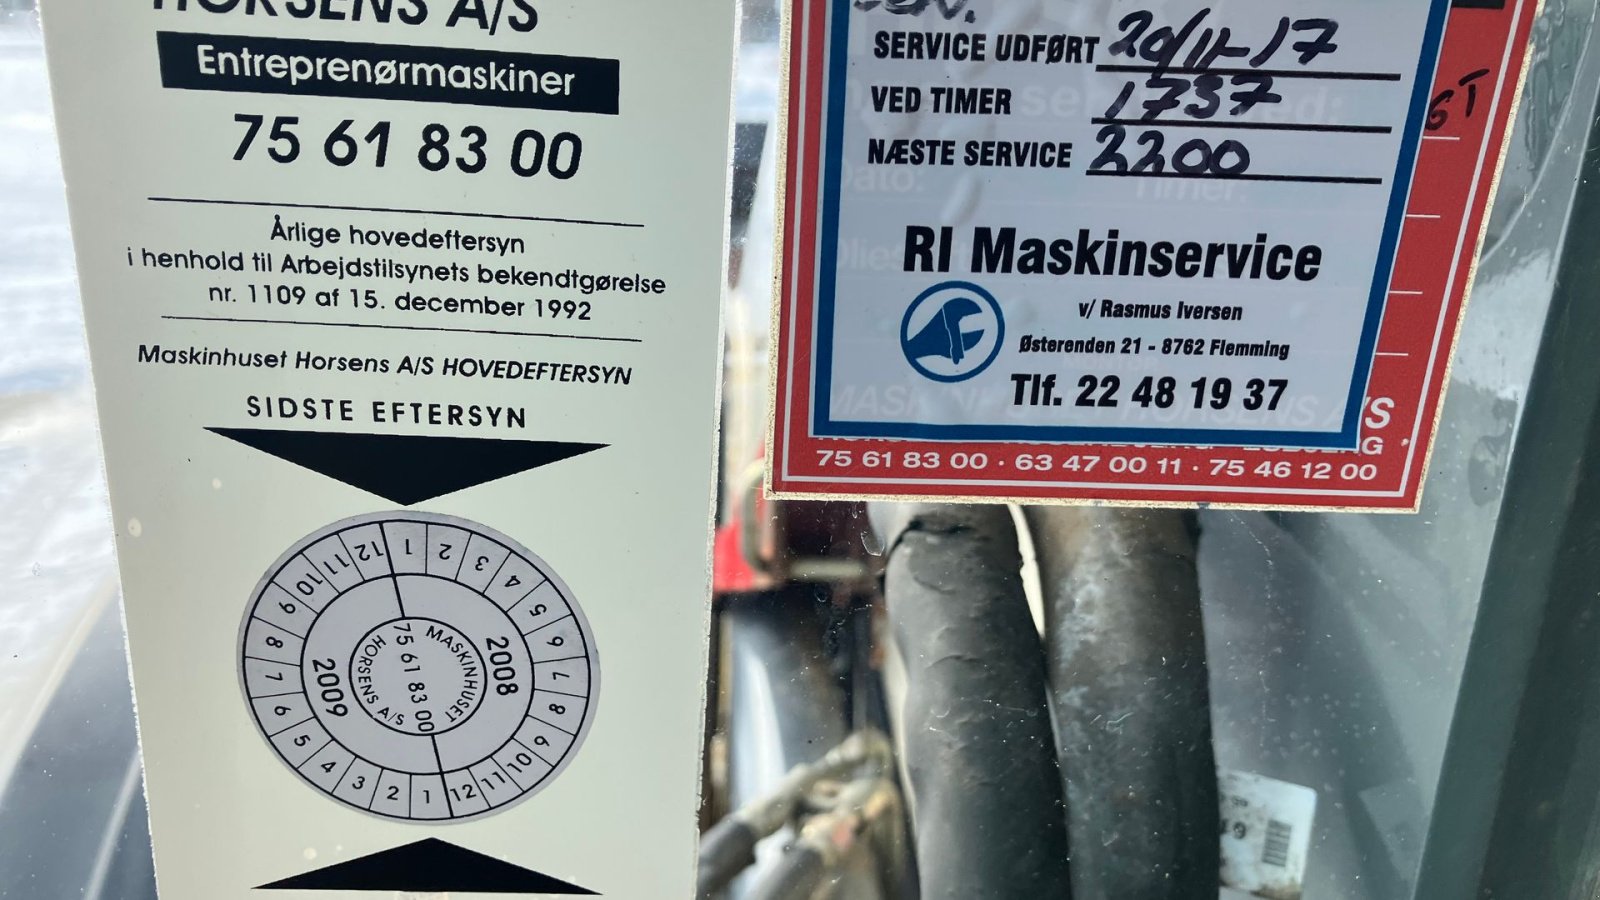 HORSENS A/S
Entreprenørmaskiner
75 61 83 00
Årlige hovedeftersyn
i henhold til Arbejdstilsynets bekendtgørelse
nr. 1109 af 15. december 1992
Maskinhuset Horsens A/S HOVEDEFTERSYN
SIDSTE EFTERSYN
1 2 3 4 5 6 7 8 9 10 11 12
2008
1 2 3 4 5 6 7 8 9 10 11 12
2009
MASKINHUSET
75 61 83 00
HORSENS A/S
SERVICE UDFØRT 20/11-17
VED TIMER 1737
NÆSTE SERVICE 2200
RI Maskinservice
v/ Rasmus Iversen
Østerenden 21 - 8762 Flemming
Tlf. 22 48 19 37
75 61 83 00 · 63 47 00 11 · 75 46 12 00